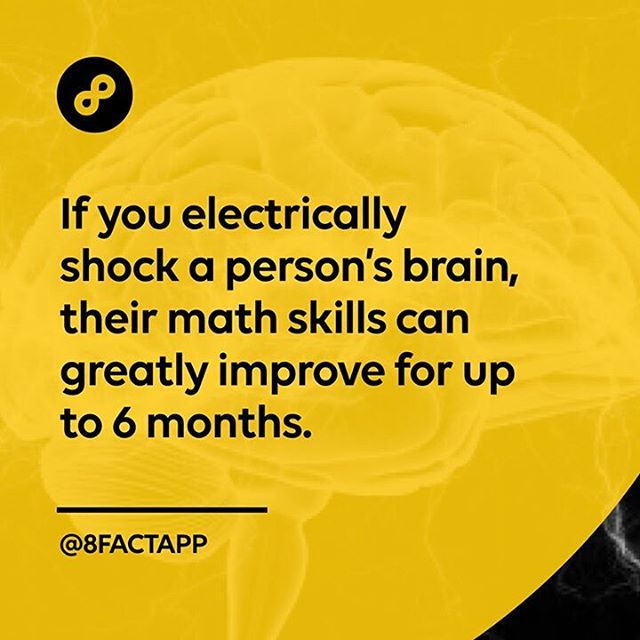 If you electrically
shock a person's brain,
their math skills can
greatly improve for up
to 6 months.
@8FACTAPP